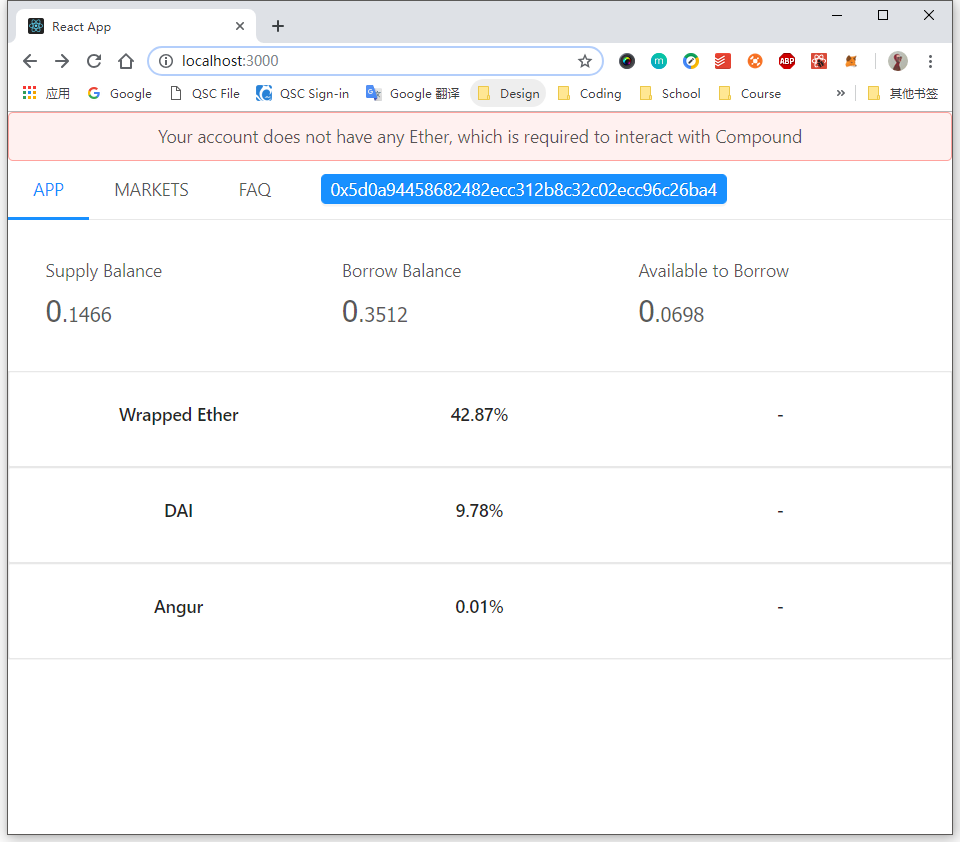 React App
localhost:3000
m
ABP
应用 Google QSC File QSC Sign-in Google 翻译 Design Coding School Course » 其他书签
Your account does not have any Ether, which is required to interact with Compound
APP MARKETS FAQ 0x5d0a94458682482ecc312b8c32c02ecc96c26ba4
Supply Balance Borrow Balance Available to Borrow
0.1466 0.3512 0.0698
Wrapped Ether 42.87% -
DAI 9.78% -
Angur 0.01% -